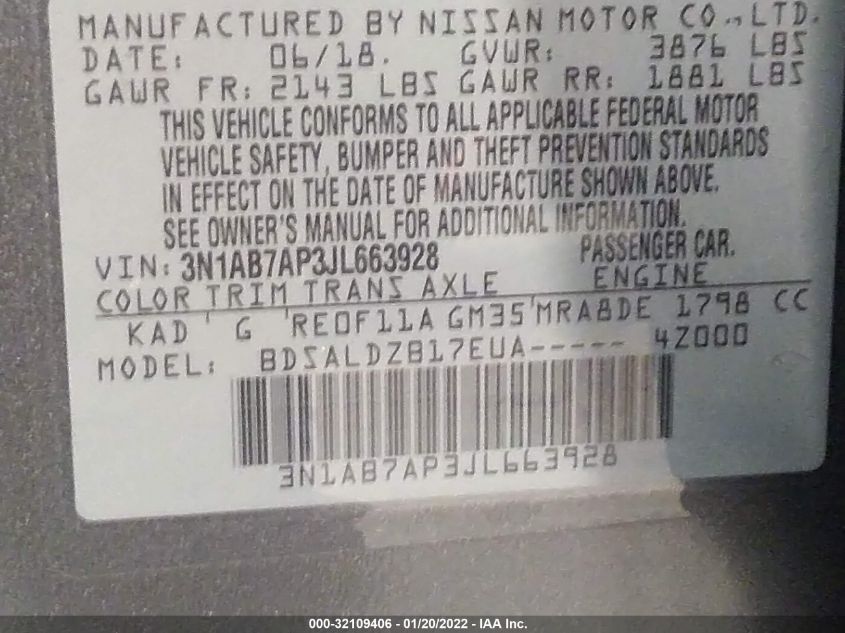 MANUFACTURED BY NISSAN MOTOR CO., LTD.
DATE: 06/18. GVWR: 3876 LBS
GAWR FR: 2143 LBS GAWR RR: 1881 LBS
THIS VEHICLE CONFORMS TO ALL APPLICABLE FEDERAL MOTOR
VEHICLE SAFETY, BUMPER AND THEFT PREVENTION STANDARDS
IN EFFECT ON THE DATE OF MANUFACTURE SHOWN ABOVE.
SEE OWNER'S MANUAL FOR ADDITIONAL INFORMATION.
VIN: 3N1AB7AP3JL663928 PASSENGER CAR.
COLOR TRIM TRANS AXLE ENGINE
KAD ' G 'RE0F11A GM35'MRA8DE 1798 CC
MODEL: BDSALDZB17EUA----- 4Z000
3N1AB7AP3JL663928
000-32109406 - 01/20/2022 - IAA Inc.